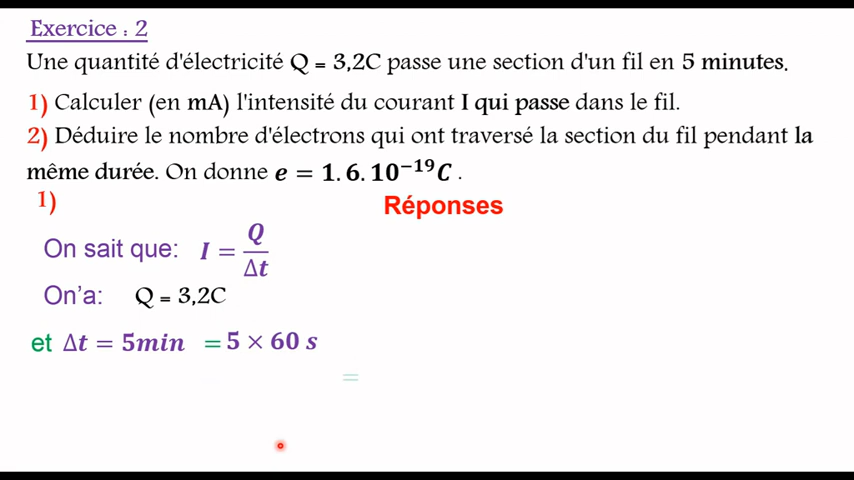 Exercice : 2
Une quantité d'électricité Q = 3,2C passe une section d'un fil en 5 minutes.
1) Calculer (en mA) l'intensité du courant I qui passe dans le fil.
2) Déduire le nombre d'électrons qui ont traversé la section du fil pendant la
même durée. On donne e = 1.6.10⁻¹⁹C .
1)
Réponses
On sait que: I = Q/Δt
On'a: Q = 3,2C
et Δt = 5min = 5 × 60 s
=